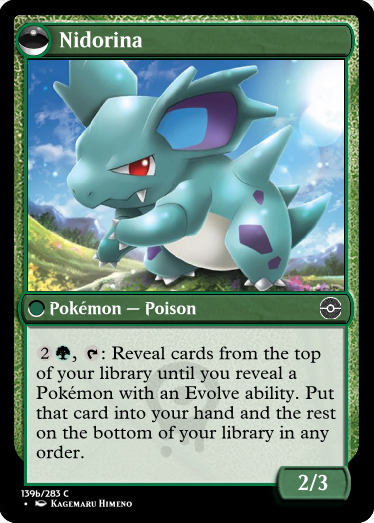 Nidorina
Pokémon — Poison
2, : Reveal cards from the top
of your library until you reveal a
Pokémon with an Evolve ability. Put
that card into your hand and the rest
on the bottom of your library in any
order.
2/3
139b/283 C
• Kagemaru Himeno